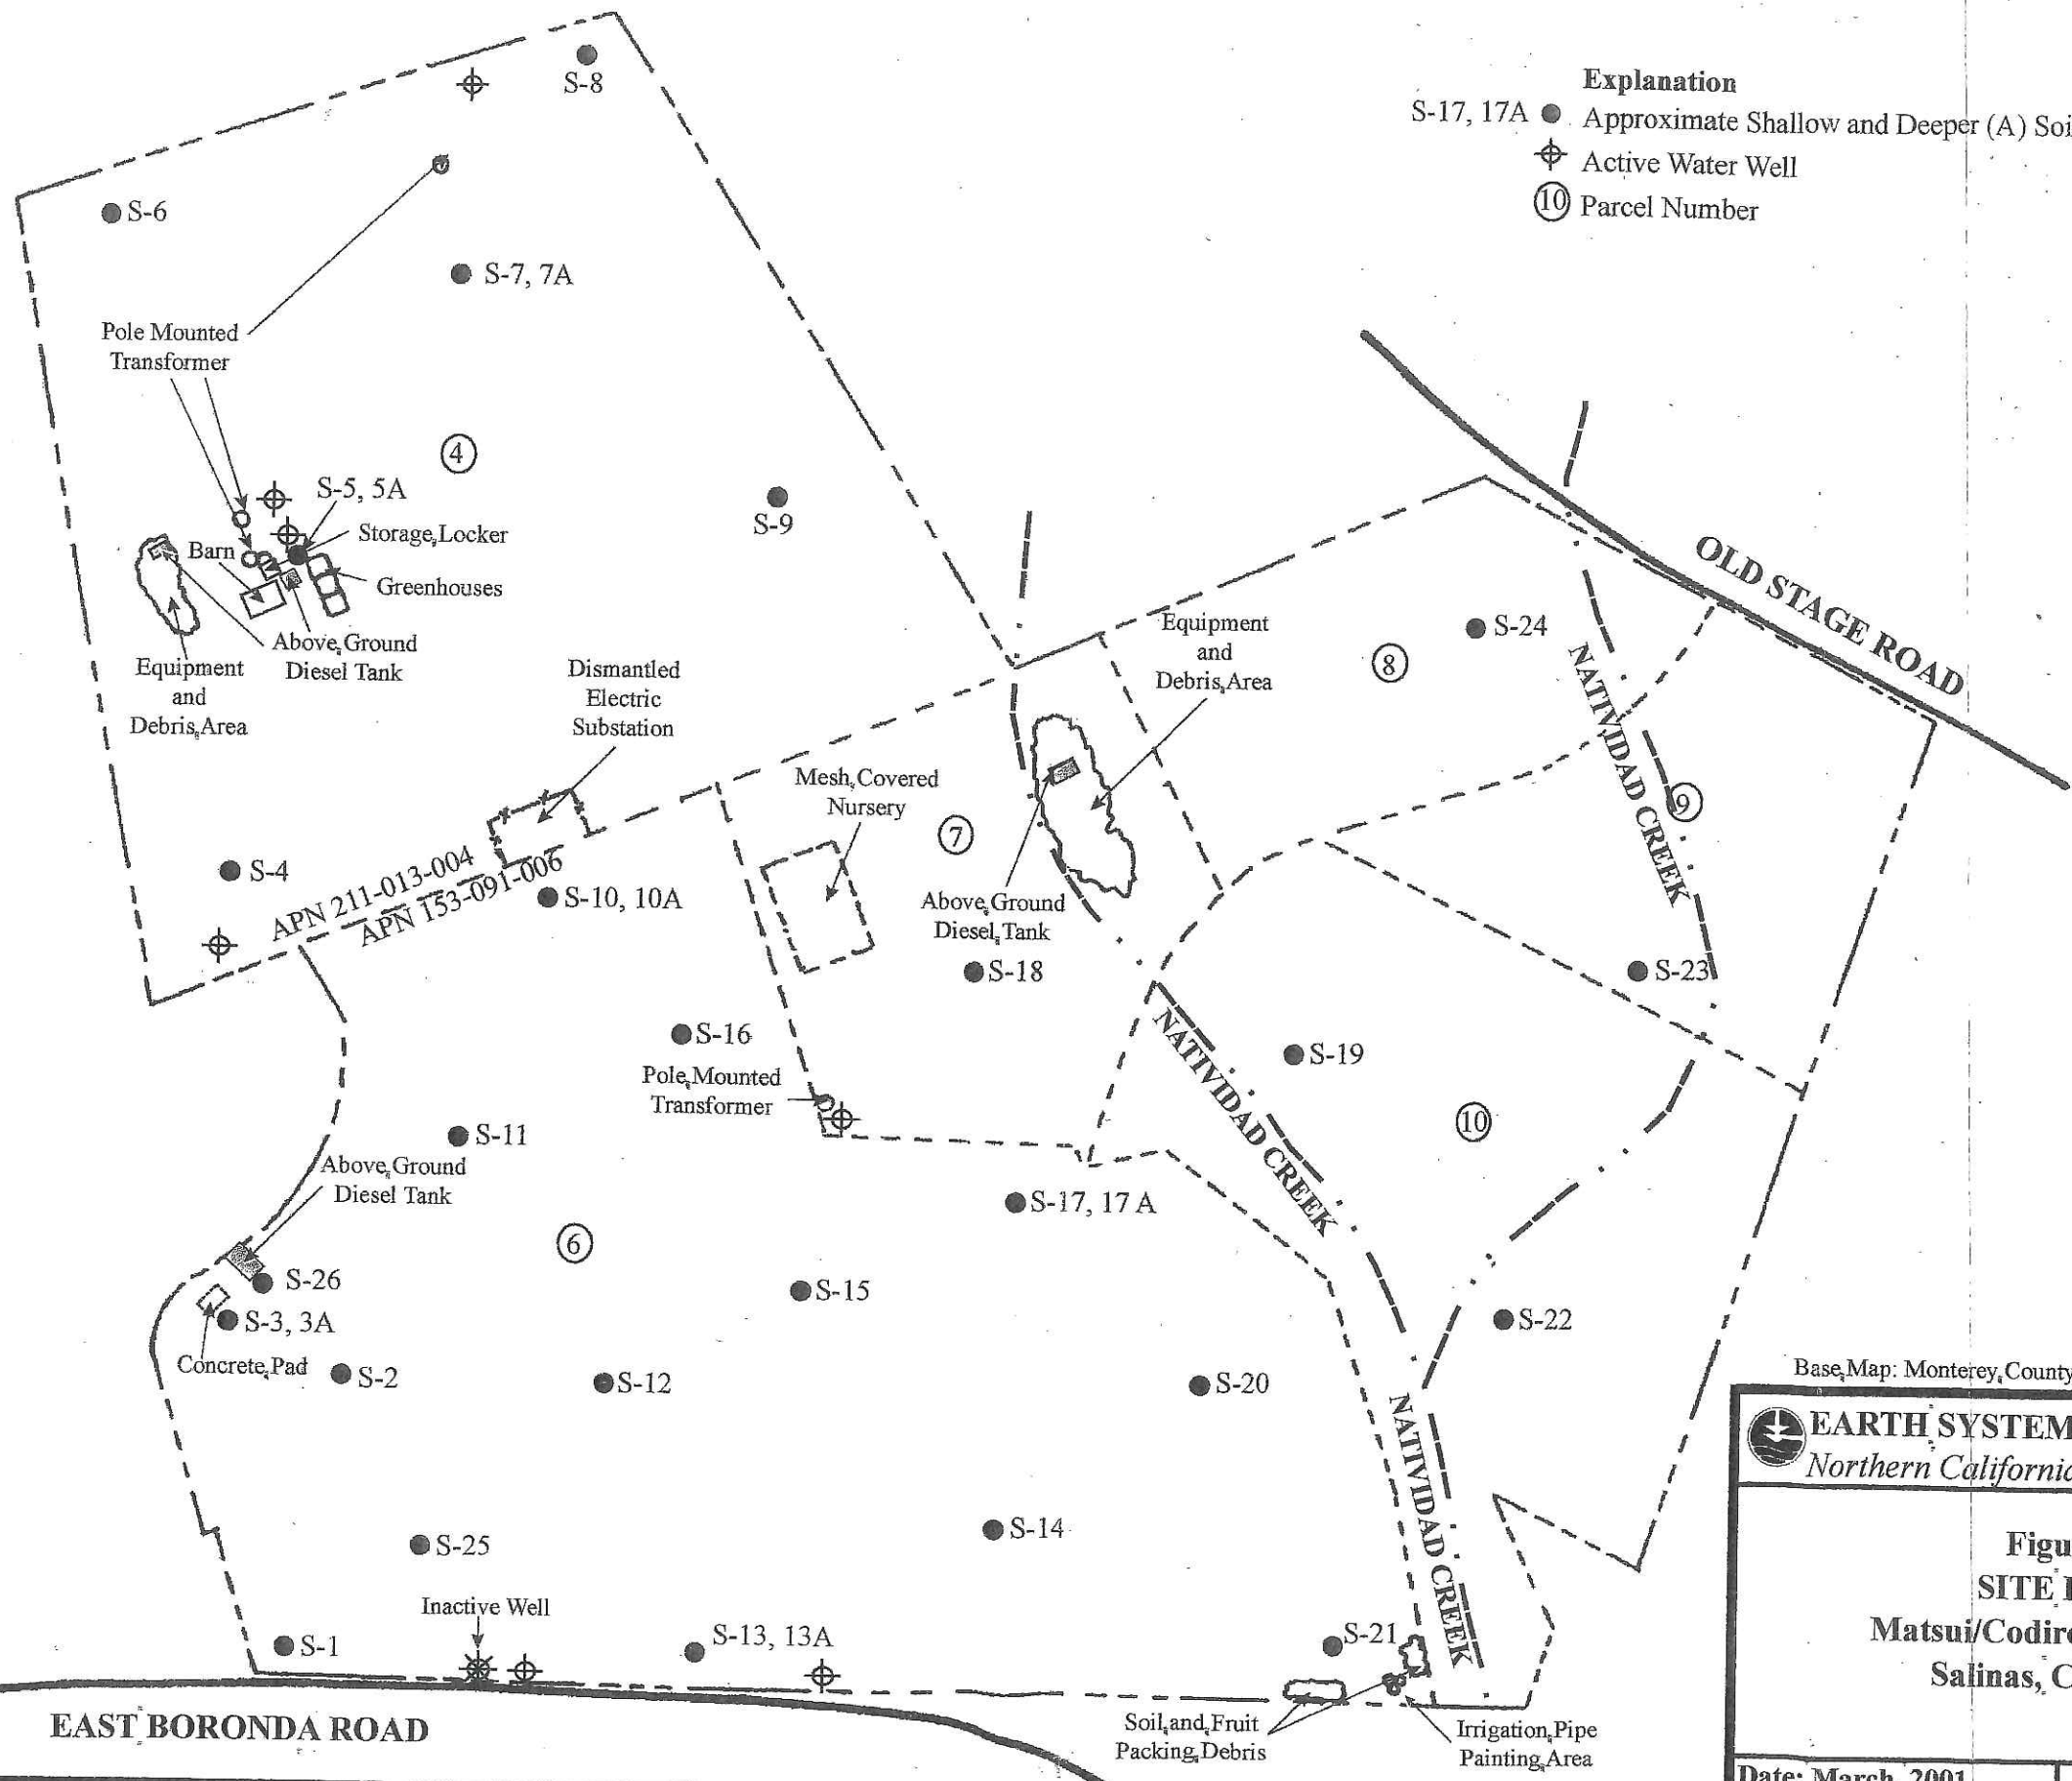 Explanation
S-17, 17A Approximate Shallow and Deeper (A) Soi
Active Water Well
10 Parcel Number
S-8
S-6
S-7, 7A
Pole Mounted
Transformer
4
S-5, 5A
Storage Locker
Barn
Greenhouses
Above Ground
Diesel Tank
Equipment
and
Debris Area
S-9
Dismantled
Electric
Substation
S-4
APN 211-013-004
APN 153-091-006
S-10, 10A
Mesh Covered
Nursery
7
Equipment
and
Debris Area
Above Ground
Diesel Tank
8
S-24
OLD STAGE ROAD
NATIVIDAD CREEK
9
S-23
S-18
S-16
Pole Mounted
Transformer
NATIVIDAD CREEK
S-19
10
S-11
Above Ground
Diesel Tank
S-17, 17 A
6
S-26
S-3, 3A
Concrete Pad
S-2
S-15
S-12
S-20
S-22
NATIVIDAD CREEK
S-25
S-14
Inactive Well
S-1
S-13, 13A
S-21
EAST BORONDA ROAD
Soil and Fruit
Packing Debris
Irrigation Pipe
Painting Area
Base Map: Monterey County
EARTH SYSTEM
Northern California
Figu
SITE
Matsui/Codiro
Salinas, C
Date: March, 2001